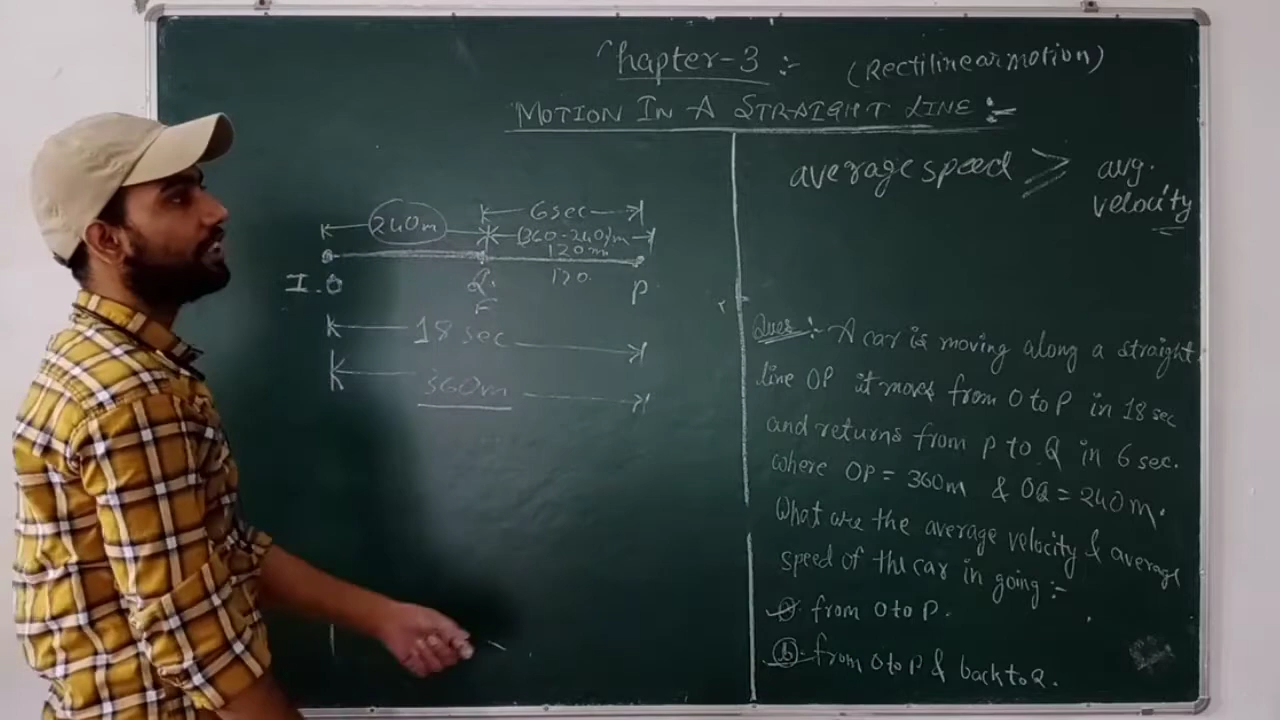 Chapter-3 :- (Rectilinear motion)
MOTION IN A STRAIGHT LINE :-
average speed ≥ avg.
velocity
6sec
240m
(360-240)m
120m
I. O Q. 120. P
F
18 sec
360m
Ques :- A car is moving along a straight
line OP it moves from O to P in 18 sec
and returns from P to Q in 6 sec.
where OP = 360m & OQ = 240m.
What are the average velocity & average
speed of the car in going :-
from O to P.
(b). from O to P & back to Q.